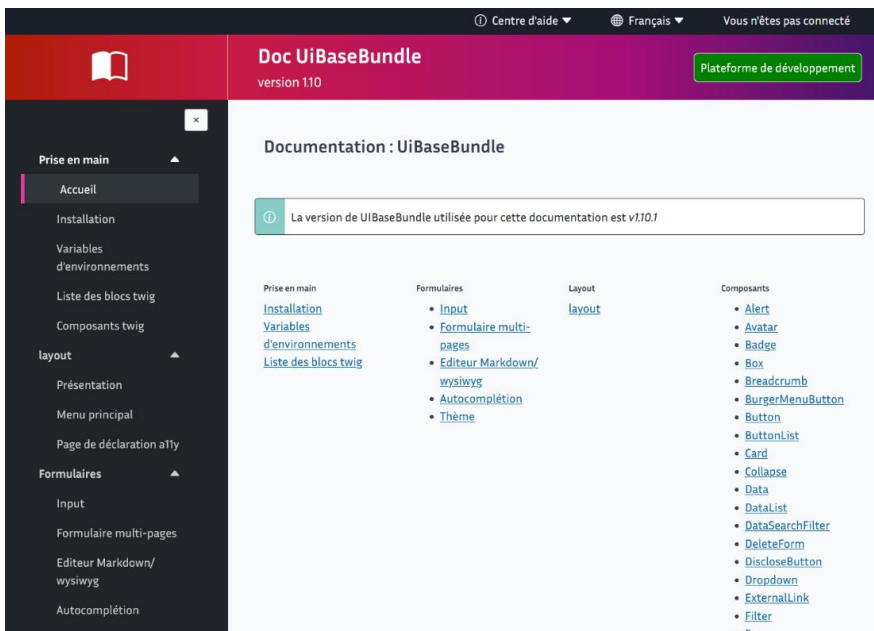 Centre d'aide
Français
Vous n'êtes pas connecté
Doc UiBaseBundle
version 1.10
Plateforme de développement
×
Prise en main
Accueil
Installation
Variables
d'environnements
Liste des blocs twig
Composants twig
layout
Présentation
Menu principal
Page de déclaration a11y
Formulaires
Input
Formulaire multi-pages
Editeur Markdown/
wysiwyg
Autocomplétion
Documentation : UiBaseBundle
La version de UIBaseBundle utilisée pour cette documentation est v1.10.1
Prise en main
Installation
Variables
d'environnements
Liste des blocs twig
Formulaires
Input
Formulaire multi-
pages
Editeur Markdown/
wysiwyg
Autocomplétion
Thème
Layout
layout
Composants
Alert
Avatar
Badge
Box
Breadcrumb
BurgerMenuButton
Button
ButtonList
Card
Collapse
Data
DataList
DataSearchFilter
DeleteForm
DiscloseButton
Dropdown
ExternalLink
Filter